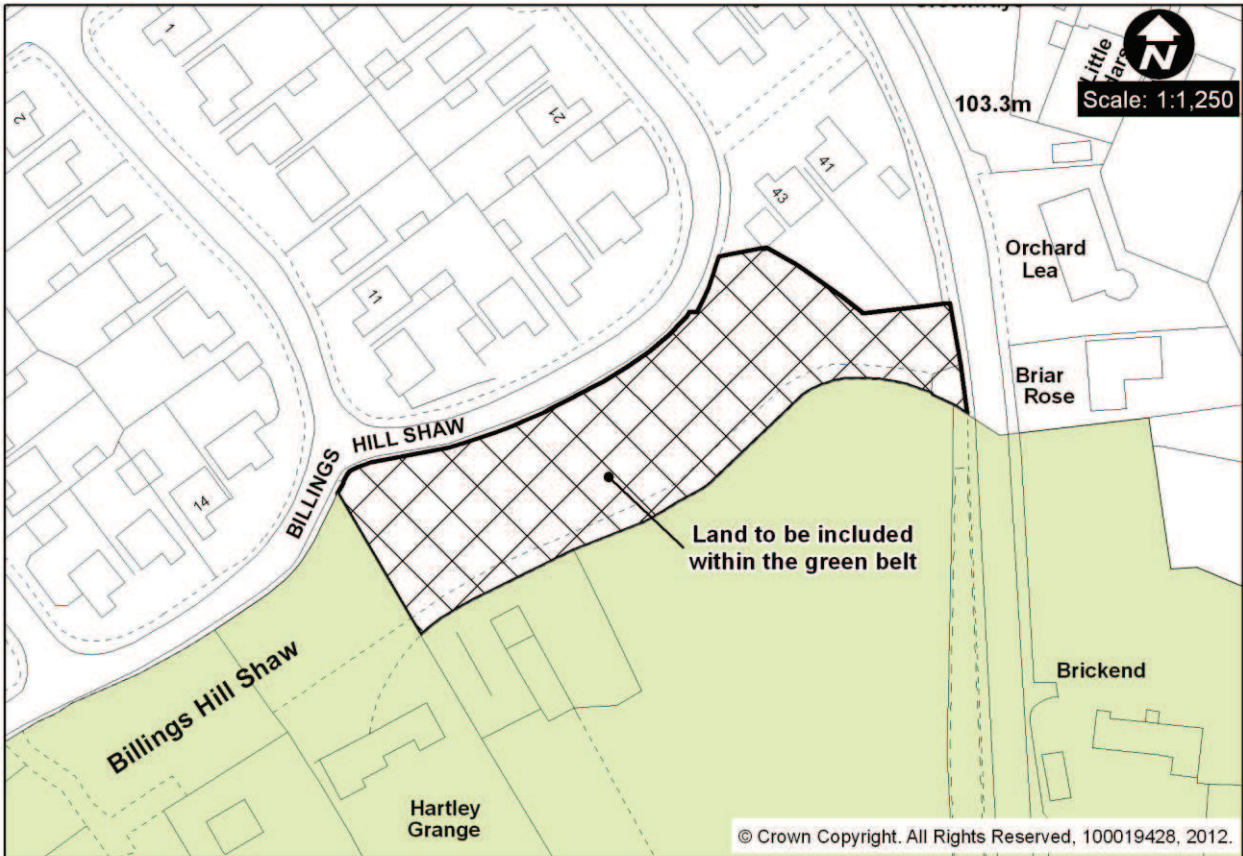 1
N
Little
Scale: 1:1,250
103.3m
2
21
41
43
Orchard
Lea
11
Briar
Rose
BILLINGS HILL SHAW
14
Land to be included
within the green belt
Billings Hill Shaw
Brickend
Hartley
Grange
© Crown Copyright. All Rights Reserved, 100019428, 2012.